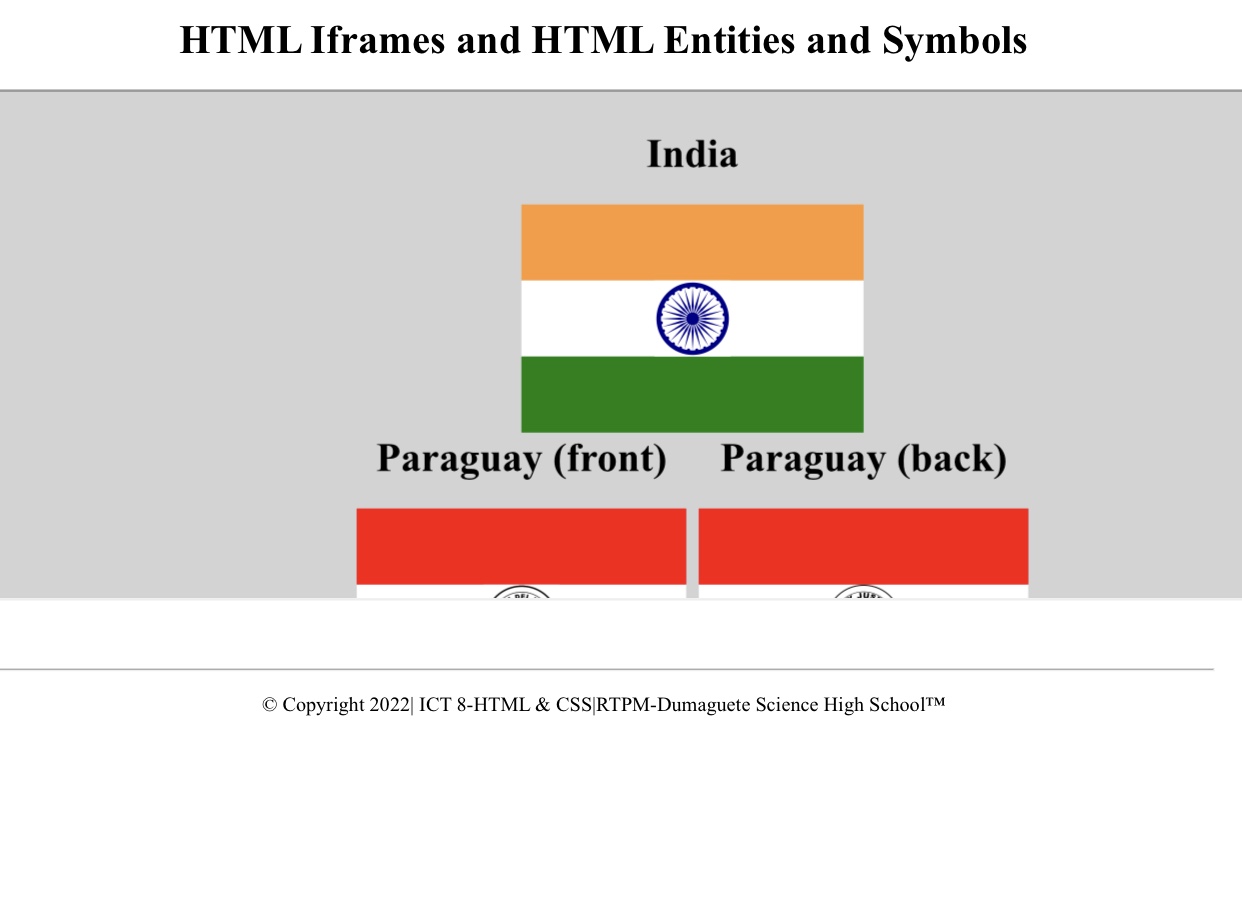 HTML Iframes and HTML Entities and Symbols
India
Paraguay (front) Paraguay (back)
© Copyright 2022| ICT 8-HTML & CSS|RTPM-Dumaguete Science High School™